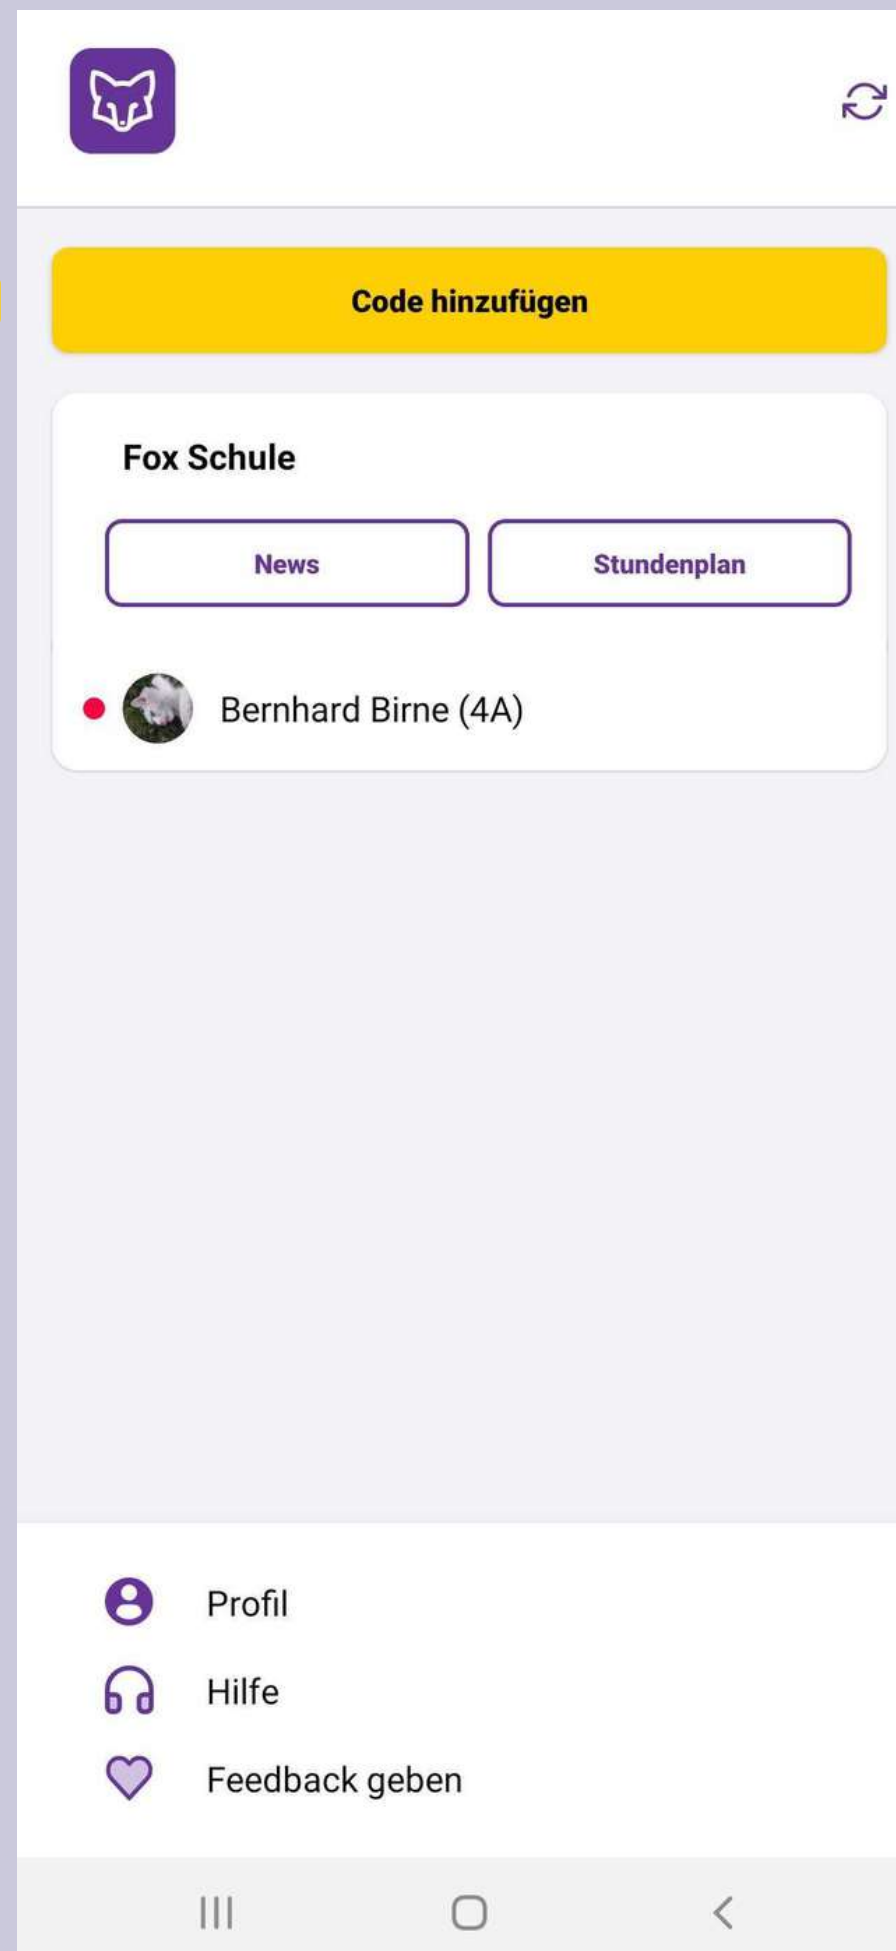 Code hinzufügen
Fox Schule
News
Stundenplan
Bernhard Birne (4A)
Profil
Hilfe
Feedback geben